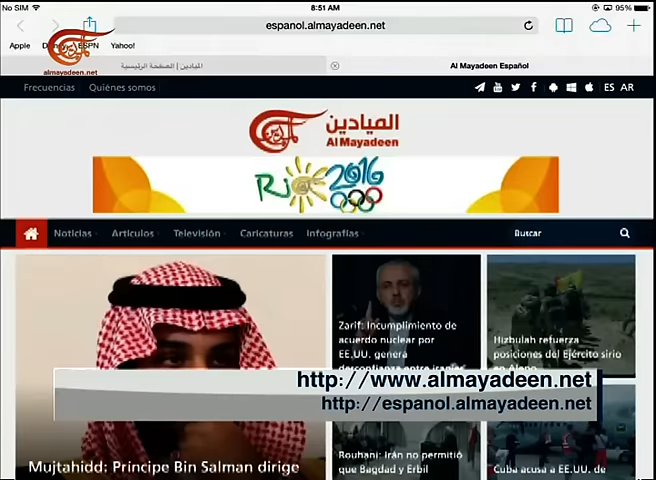 No SIM
8:51 AM
95%
espanol.almayadeen.net
Apple
ESPN
Yahoo!
almayadeen.net
الميادين | الصفحة الرئيسية
Al Mayadeen Español
Frecuencias
Quiénes somos
ES
AR
الميادين
Al Mayadeen
Rio 2016
Noticias
Artículos
Televisión
Caricaturas
Infografías
Buscar
Zarif: Incumplimiento de
acuerdo nuclear por
EE.UU. genera
desconfianza entre iraníes
Hizbulah refuerza
posiciones del Ejército sirio
en Alepo
http://www.almayadeen.net
http://espanol.almayadeen.net
Mujtahidd: Príncipe Bin Salman dirige
Rouhani: Irán no permitió
que Bagdad y Erbil
Cuba acusa a EE.UU. de